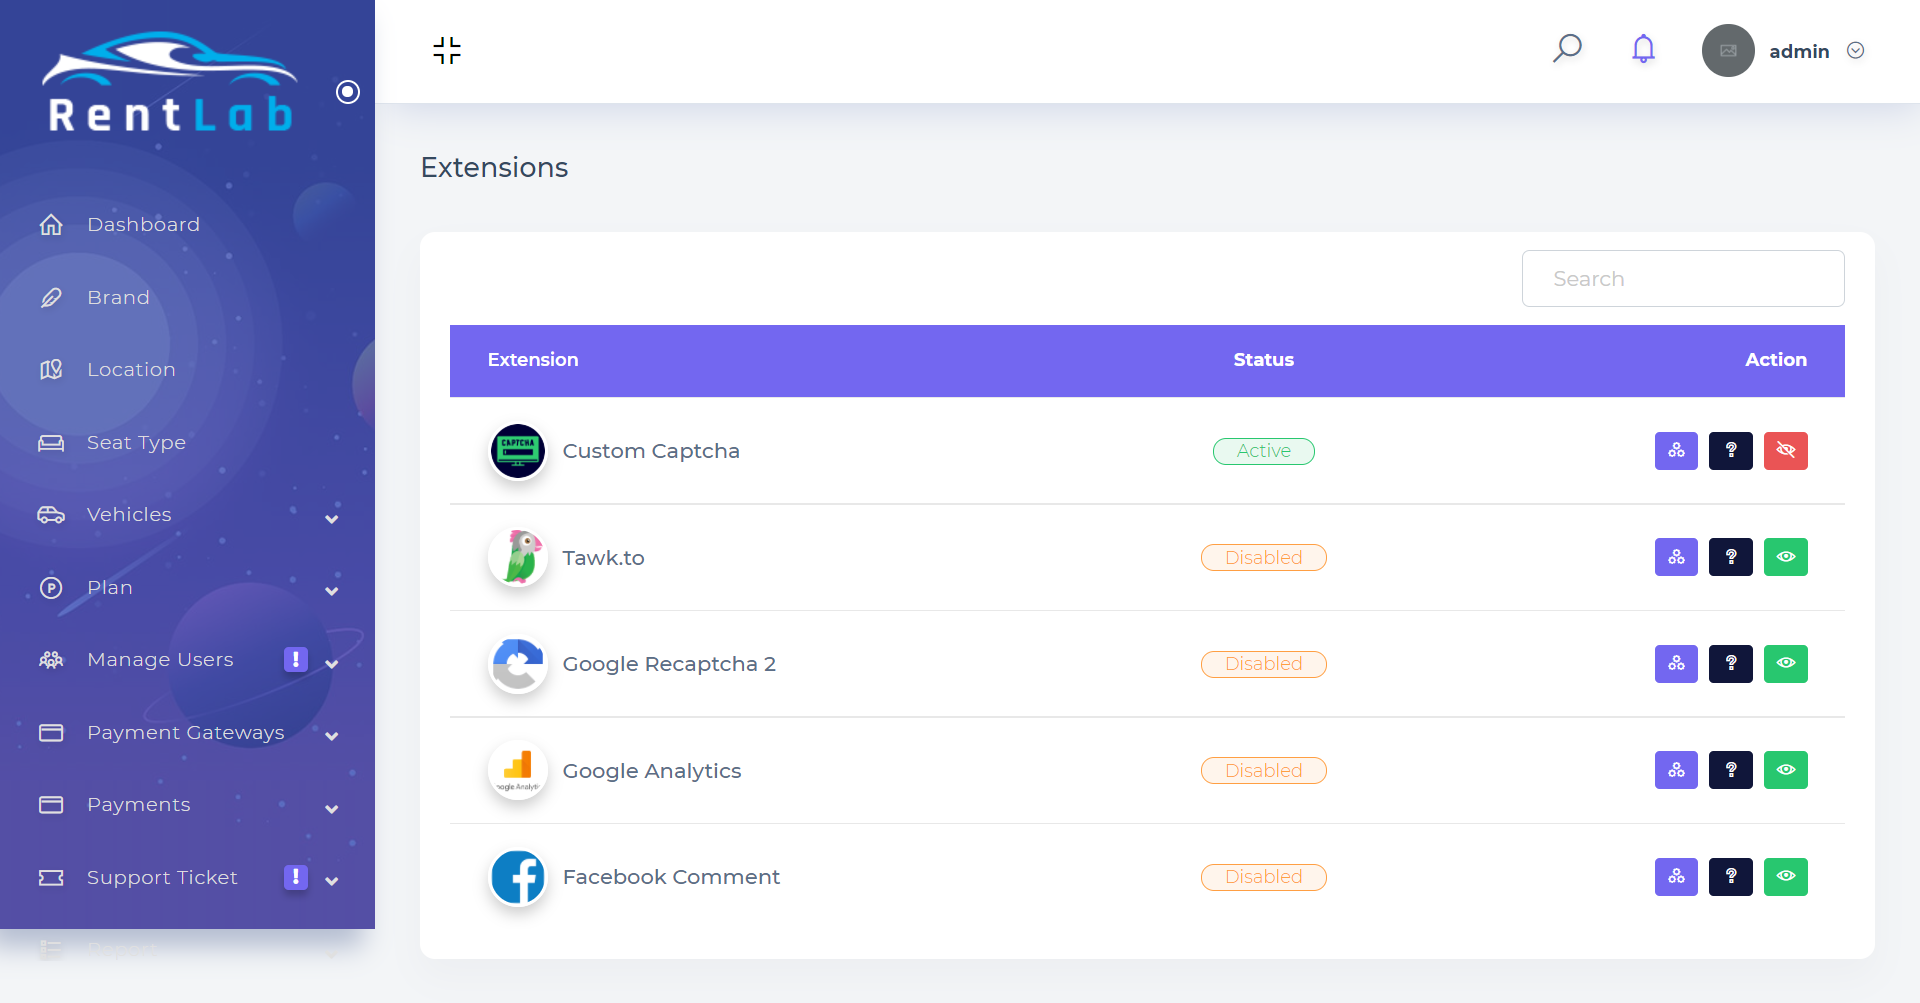 RentLab
admin
Dashboard
Brand
Location
Seat Type
Vehicles
Plan
Manage Users
!
Payment Gateways
Payments
Support Ticket
!
Report
Extensions
Search
Extension Status Action
CAPTCHA
Custom Captcha Active ?
Tawk.to Disabled ?
Google Recaptcha 2 Disabled ?
Google Analytics Disabled ?
Facebook Comment Disabled ?